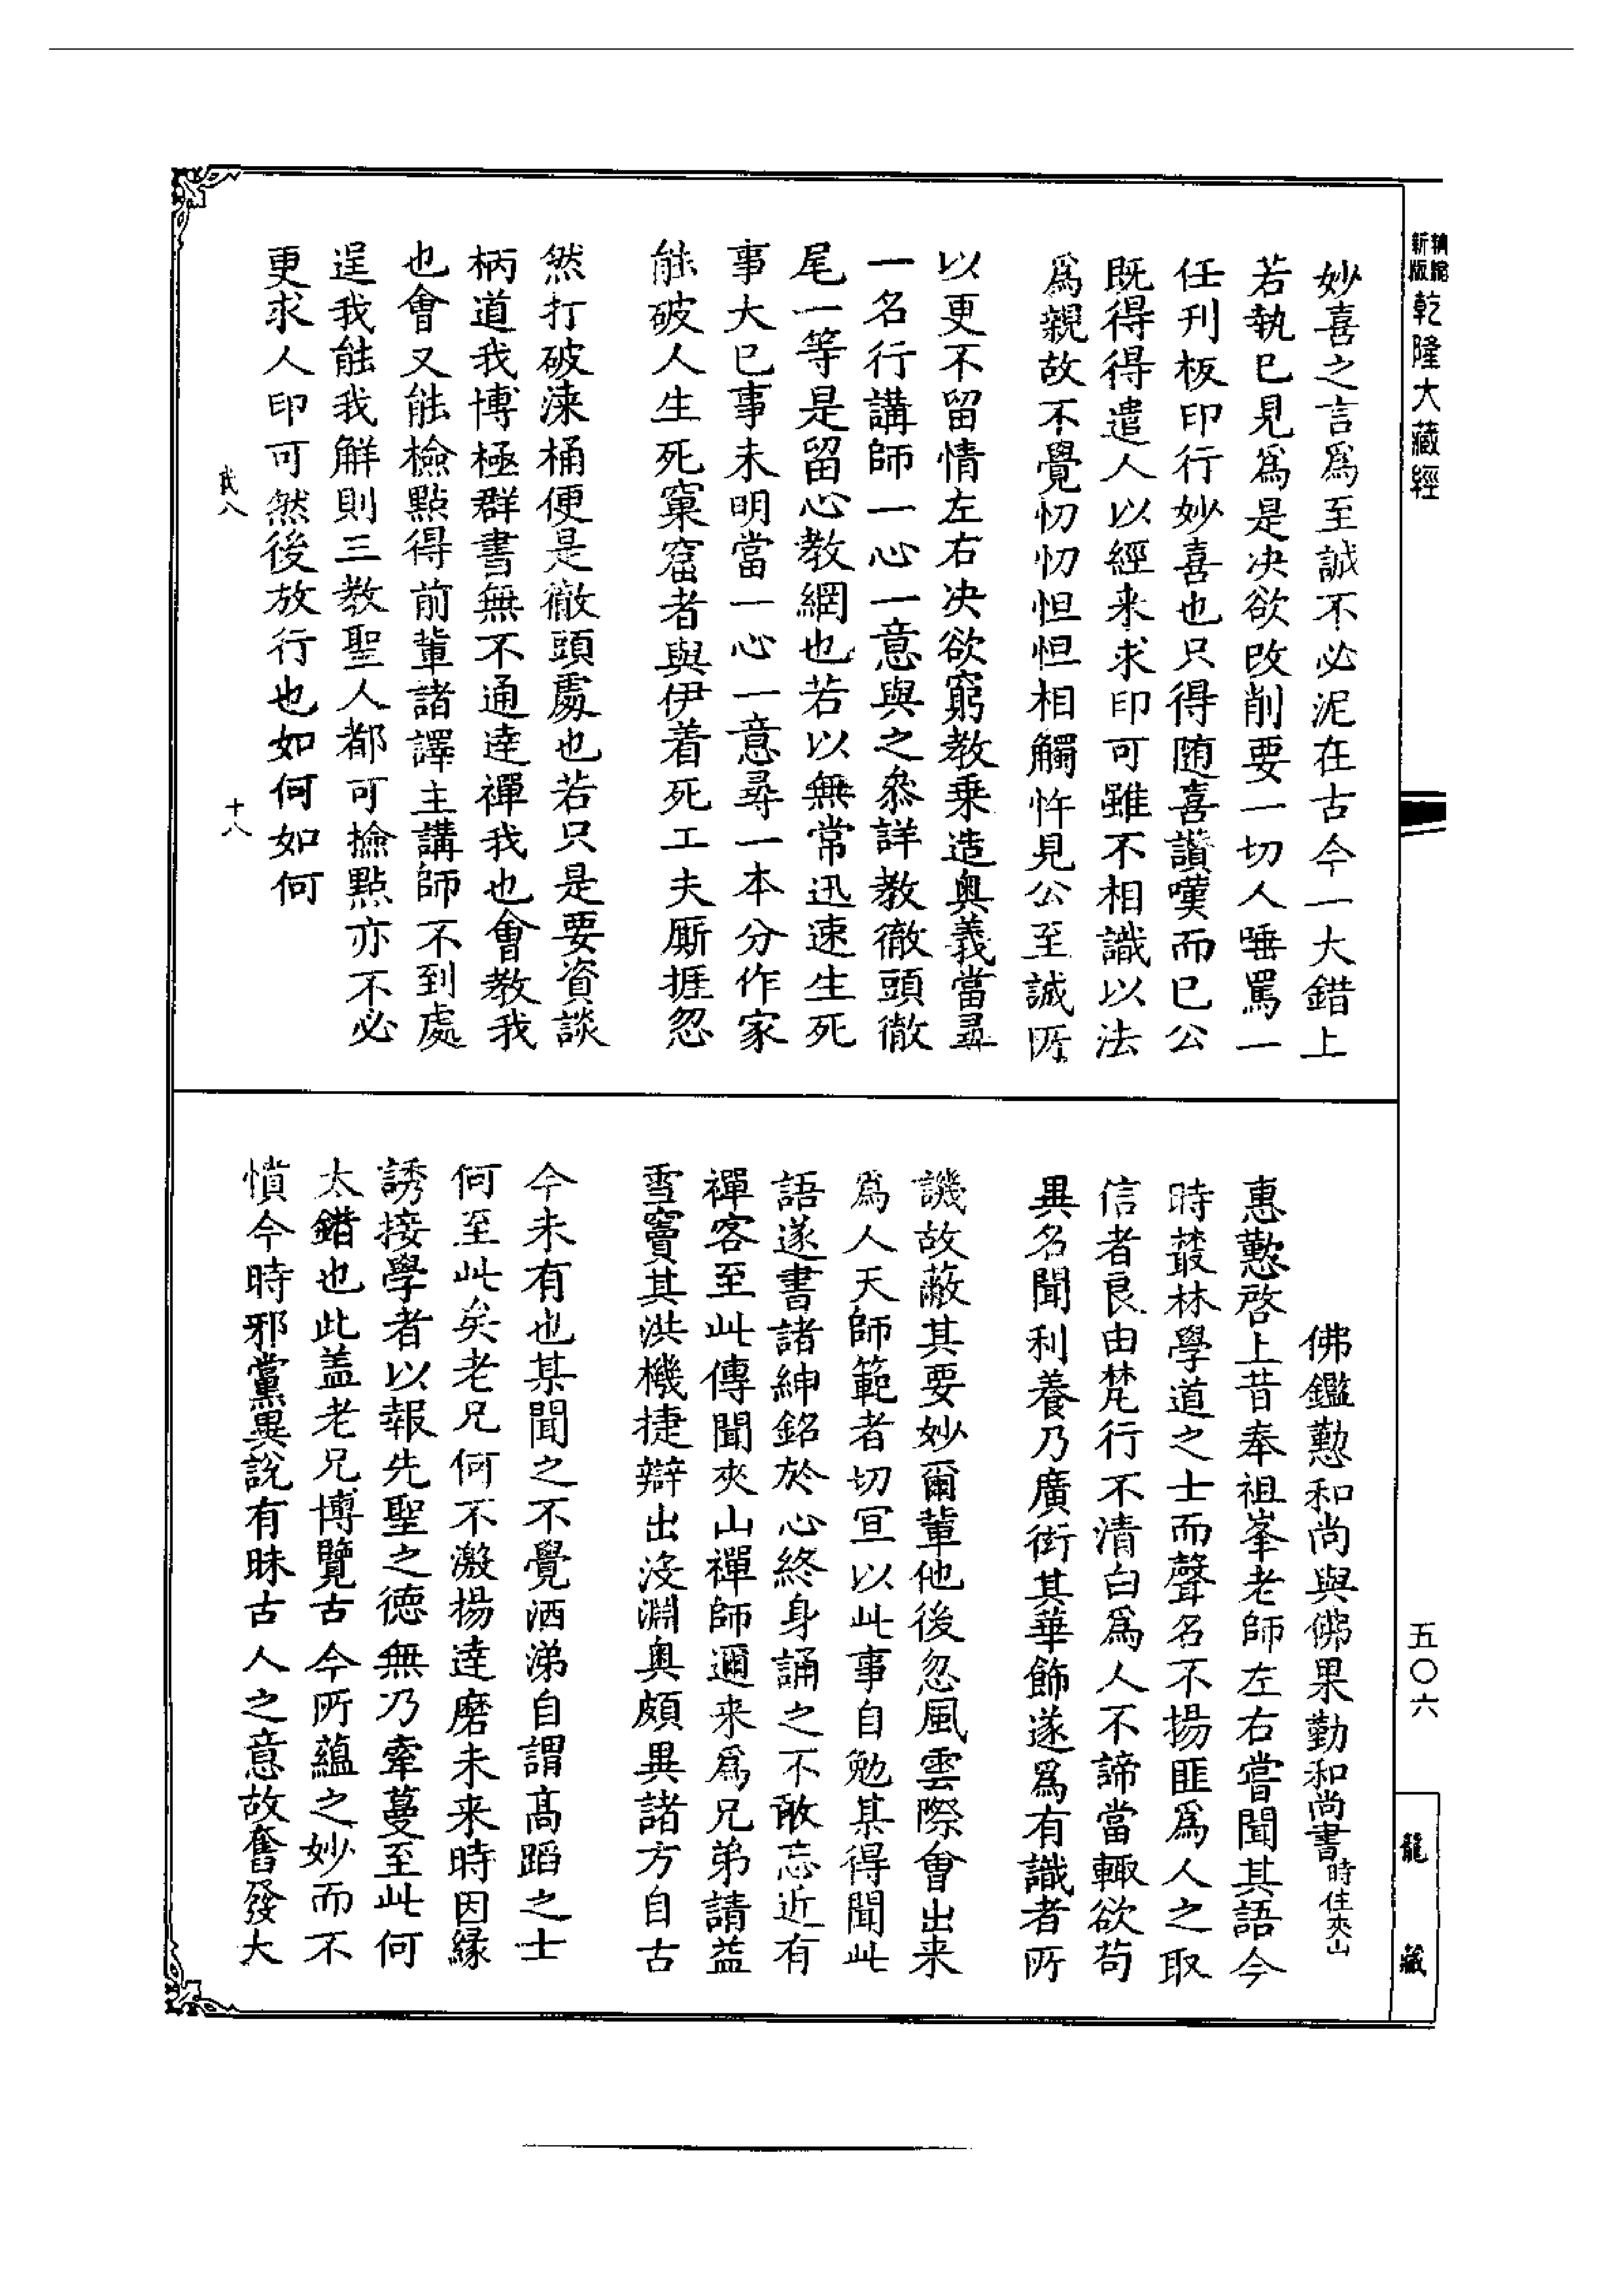 新版 精縮 乾隆大藏經
妙喜之言爲至誠不必泥在古今一大錯上
若執已見爲是决欲改削要一切人唾罵一
任刊板印行妙喜也只得随喜讚嘆而已公
既得得遣人以經来求印可雖不相識以法
爲親故不覺忉忉怛怛相觸忤見公至誠所
以更不留情左右决欲窮教乗造奥義當尋
一名行講師一心一意與之叅詳教徹頭徹
尾一等是留心教網也若以無常迅速生死
事大已事未明當一心一意尋一本分作家
能破人生死窠窟者與伊着死工夫厮捱忽
然打破漆桶便是徹頭處也若只是要資談
柄道我博極群書無不通達禪我也會教我
也會又能檢點得前輩諸譯主講師不到處
逞我能我解則三教聖人都可撿點亦不必
更求人印可然後放行也如何如何
十八
佛鑑懃和尚與佛果勤和尚書時住夾山
惠懃啓上昔奉祖峯老師左右嘗聞其語今
時叢林學道之士而聲名不揚匪爲人之取
信者良由梵行不清白爲人不諦當輙欲苟
異名聞利養乃廣衒其華飾遂爲有識者所
譏故蔽其要妙爾輩他後忽風雲際會出来
爲人天師範者切宜以此事自勉某得聞此
語遂書諸紳銘於心終身誦之不敢忘近有
禪客至此傳聞夾山禪師邇来爲兄弟請益
雪竇其洪機捷辯出没淵奥頗異諸方自古
今未有也某聞之不覺洒涕自謂髙蹈之士
何至此矣老兄何不激揚達磨未来時因緣
誘接學者以報先聖之德無乃牽蔓至此何
太錯也此盖老兄博覽古今所蘊之妙而不
憤今時邪黨異說有昧古人之意故奮發大
五〇六
龍藏